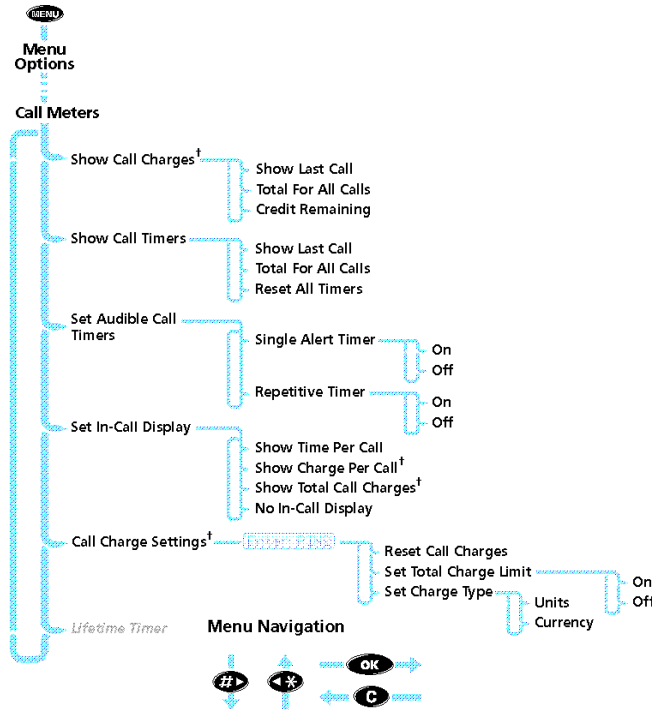 MENU
Menu
Options
Call Meters
Show Call Charges†
Show Last Call
Total For All Calls
Credit Remaining
Show Call Timers
Show Last Call
Total For All Calls
Reset All Timers
Set Audible Call
Timers
Single Alert Timer
On
Off
Repetitive Timer
On
Off
Set In-Call Display
Show Time Per Call
Show Charge Per Call†
Show Total Call Charges†
No In-Call Display
Call Charge Settings†
Reset Call Charges
Set Total Charge Limit
On
Off
Set Charge Type
Units
Currency
Lifetime Timer
Menu Navigation
#►
◄*
OK
C